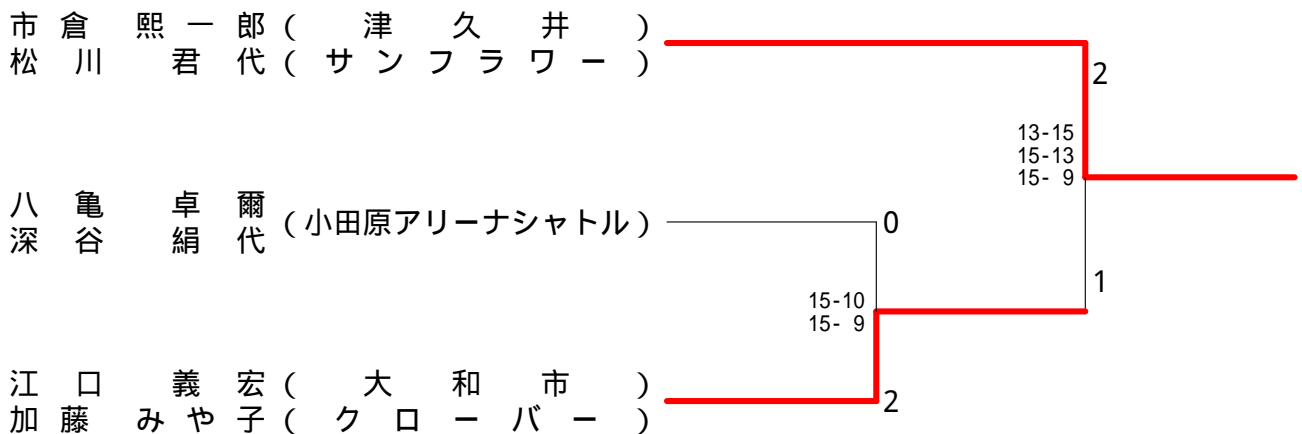 市倉 熙一郎 ( 津久井 )
松川 君代 ( サンフラワー )
2
13-15
15-13
15- 9
八亀 卓爾
深谷 絹代
(小田原アリーナシャトル)
0
1
15-10
15- 9
江口 義宏 ( 大和市 )
加藤 みや子 ( クローバー )
2